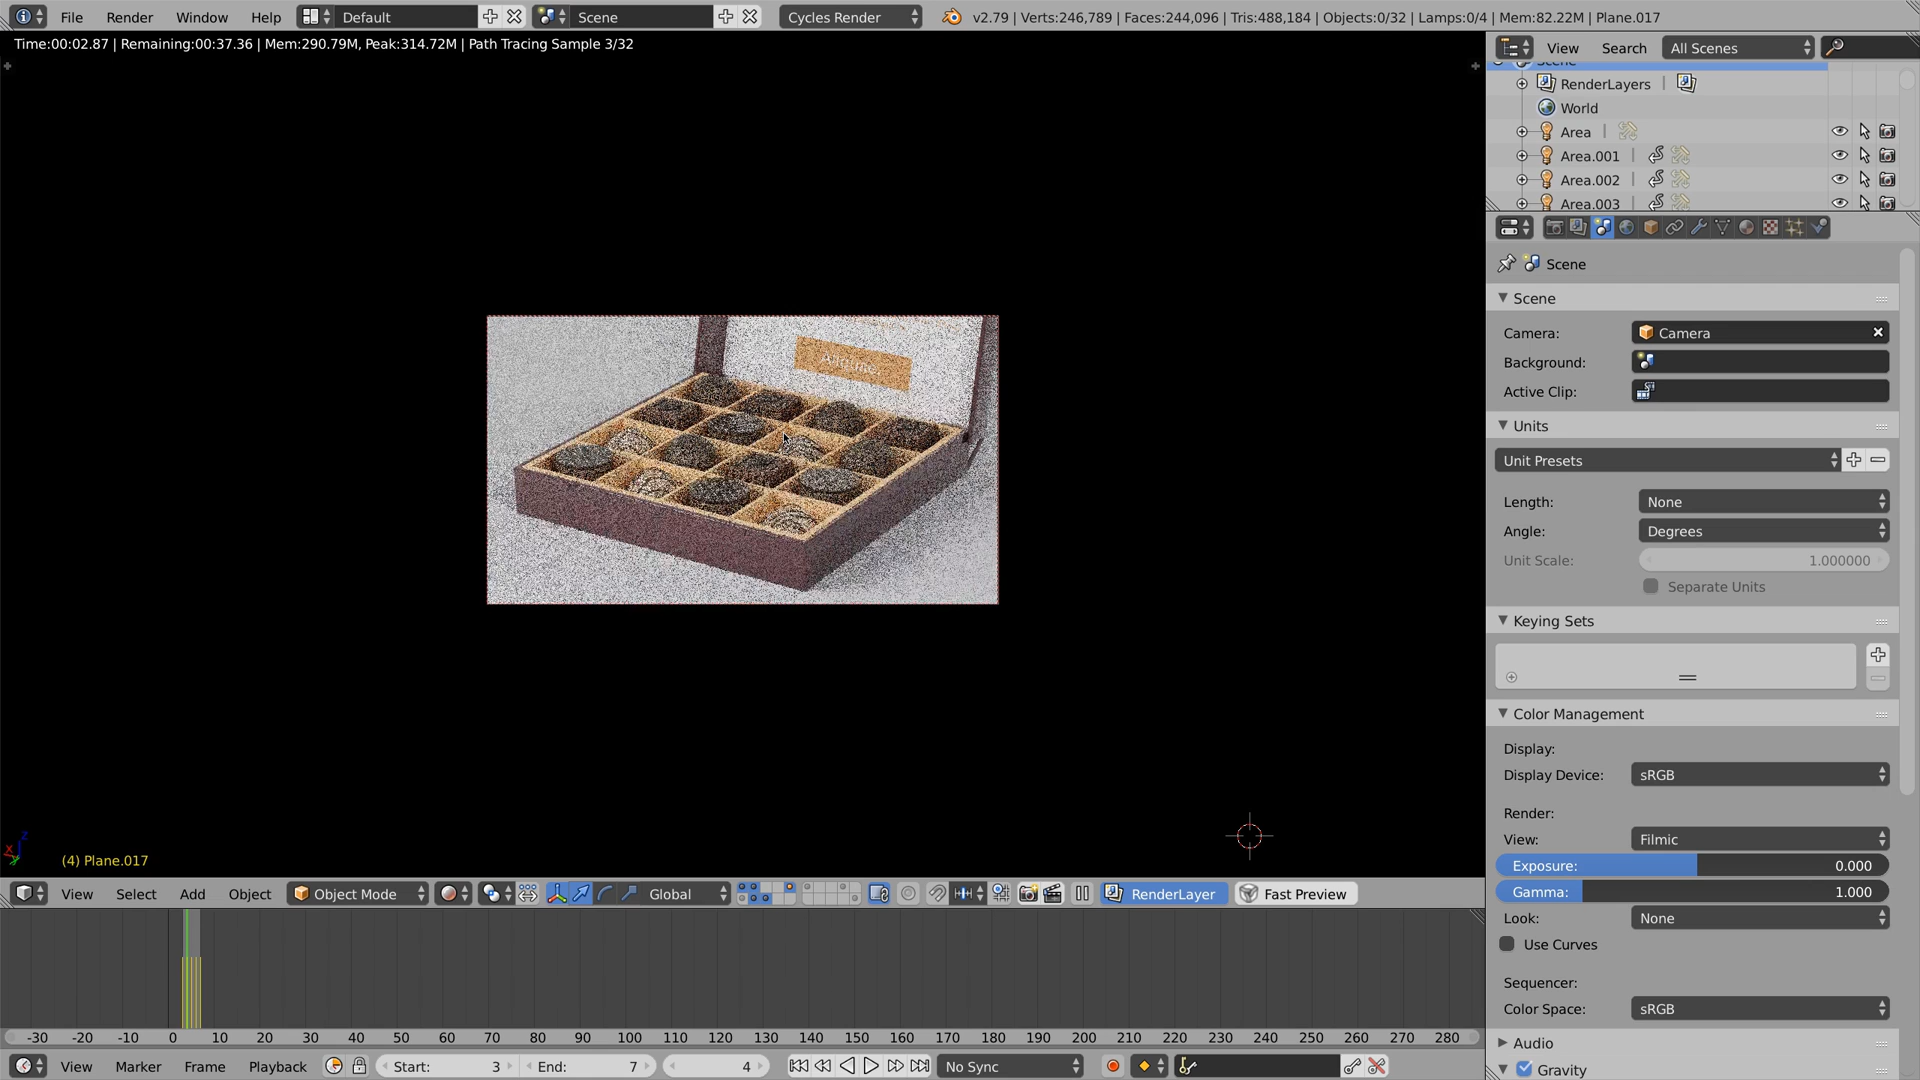 File Render Window Help Default Scene Cycles Render v2.79 | Verts:246,789 | Faces:244,096 | Tris:488,184 | Objects:0/32 | Lamps:0/4 | Mem:82.22M | Plane.017
Time:00:02.87 | Remaining:00:37.36 | Mem:290.79M, Peak:314.72M | Path Tracing Sample 3/32
View Search All Scenes
Scene
RenderLayers
World
Area
Area.001
Area.002
Area.003
Scene
Scene
Camera: Camera
Background:
Active Clip:
Units
Unit Presets
Length: None
Angle: Degrees
Unit Scale: 1.000000
Separate Units
Keying Sets
Color Management
Display:
Display Device: sRGB
Render:
View: Filmic
Exposure: 0.000
Gamma: 1.000
Look: None
Use Curves
Sequencer:
Color Space: sRGB
Audio
Gravity
(4) Plane.017
View Select Add Object Object Mode Global RenderLayer Fast Preview
-30 -20 -10 0 10 20 30 40 50 60 70 80 90 100 110 120 130 140 150 160 170 180 190 200 210 220 230 240 250 260 270 280
View Marker Frame Playback Start: 3 End: 7 4 No Sync